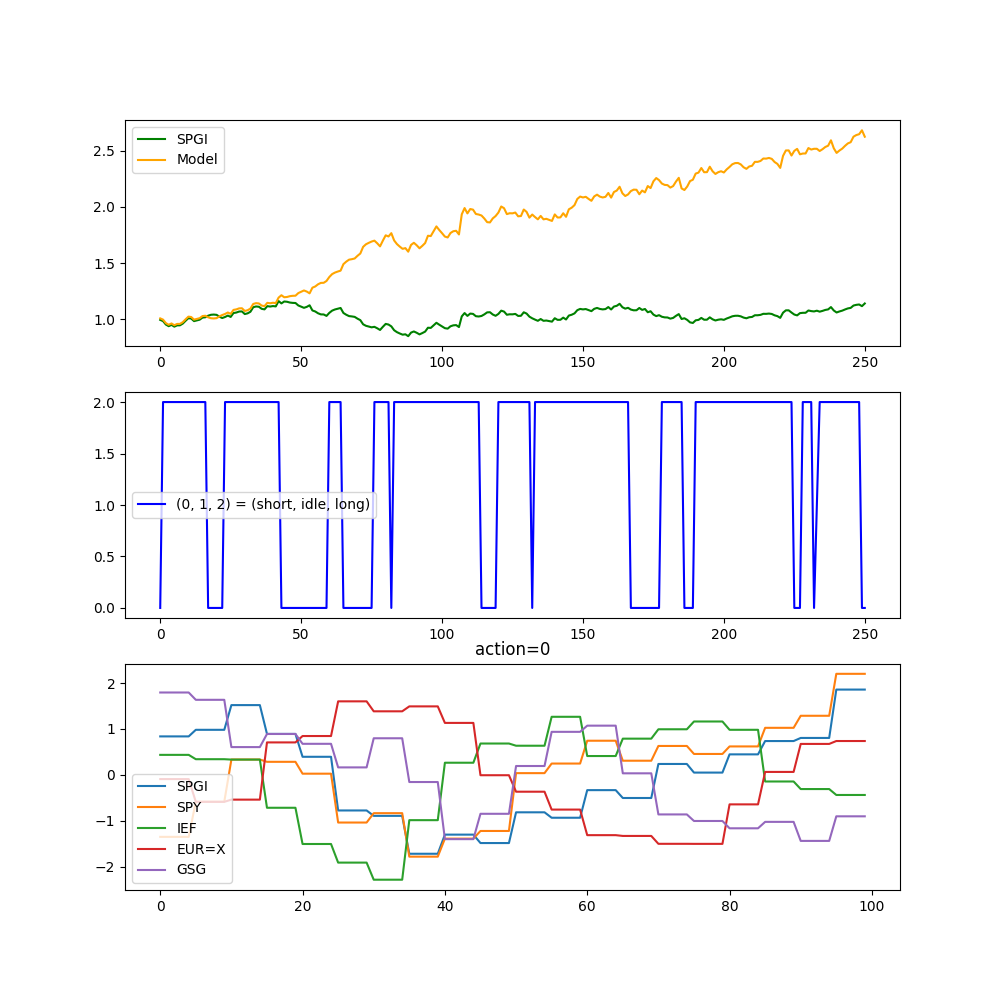 SPGI
Model
2.5
2.0
1.5
1.0
0 50 100 150 200 250
2.0
1.5
1.0
0.5
0.0
(0, 1, 2) = (short, idle, long)
0 50 100 150 200 250
action=0
2
1
0
−1
−2
SPGI
SPY
IEF
EUR=X
GSG
0 20 40 60 80 100